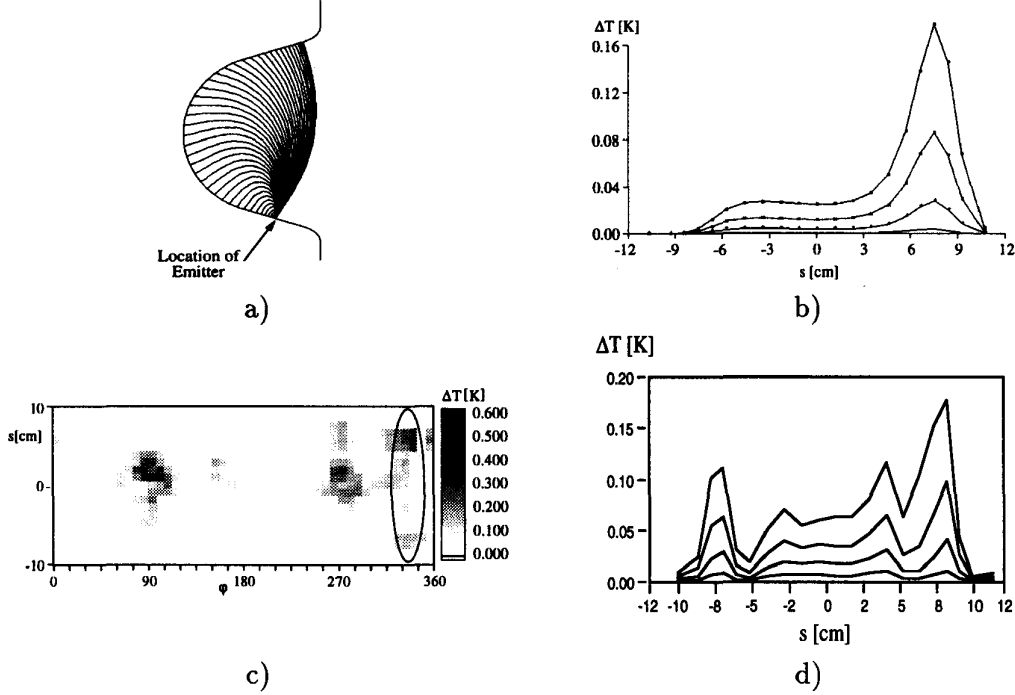 Location of
Emitter
a)
ΔT [K]
0.16
0.12
0.08
0.04
0.00
-12 -9 -6 -3 0 3 6 9 12
s [cm]
b)
ΔT [K]
10
s[cm]
0
-10
0 90 180 270 360
φ
0.600
0.500
0.400
0.300
0.200
0.100
0.000
c)
ΔT [K]
0.20
0.15
0.10
0.05
0.00
-12 -10 -8 -5 -2 0 2 5 8 10 12
s [cm]
d)